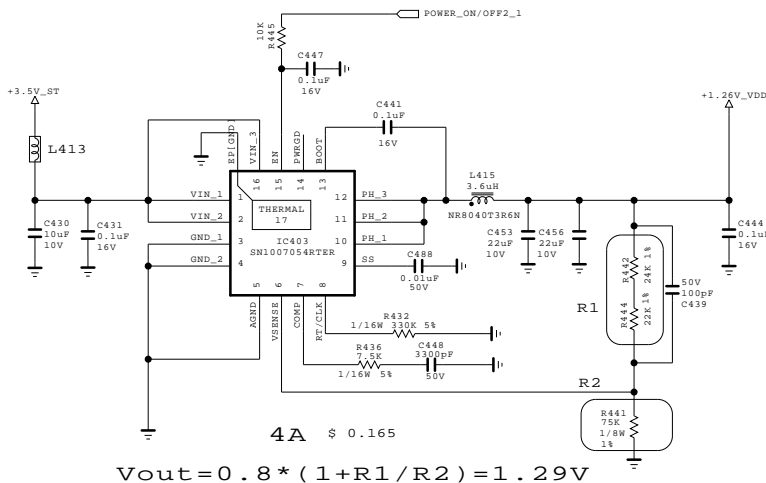 POWER_ON/OFF2_1
10K
R445
C447
0.1uF
16V
+3.5V_ST
+1.26V_VDD
C441
0.1uF
16V
L413
EP[GND]
VIN_3
EN
PWRGD
BOOT
16
15
14
13
L415
3.6uH
NR8040T3R6N
VIN_1
1
12
PH_3
THERMAL
17
VIN_2
2
11
PH_2
IC403
SN1007054RTER
GND_1
3
10
PH_1
GND_2
4
9
SS
C430
10uF
10V
C431
0.1uF
16V
C488
0.01uF
50V
C453
22uF
10V
C456
22uF
10V
C444
0.1u
16V
R442
24K 1%
R444
22K 1%
R1
50V
100pF
C439
5
6
7
8
AGND
VSENSE
COMP
RT/CLK
R432
1/16W 330K 5%
R436
7.5K
1/16W 5%
C448
3300pF
50V
R2
R441
75K
1/8W
1%
4A $ 0.165
Vout=0.8*(1+R1/R2)=1.29V